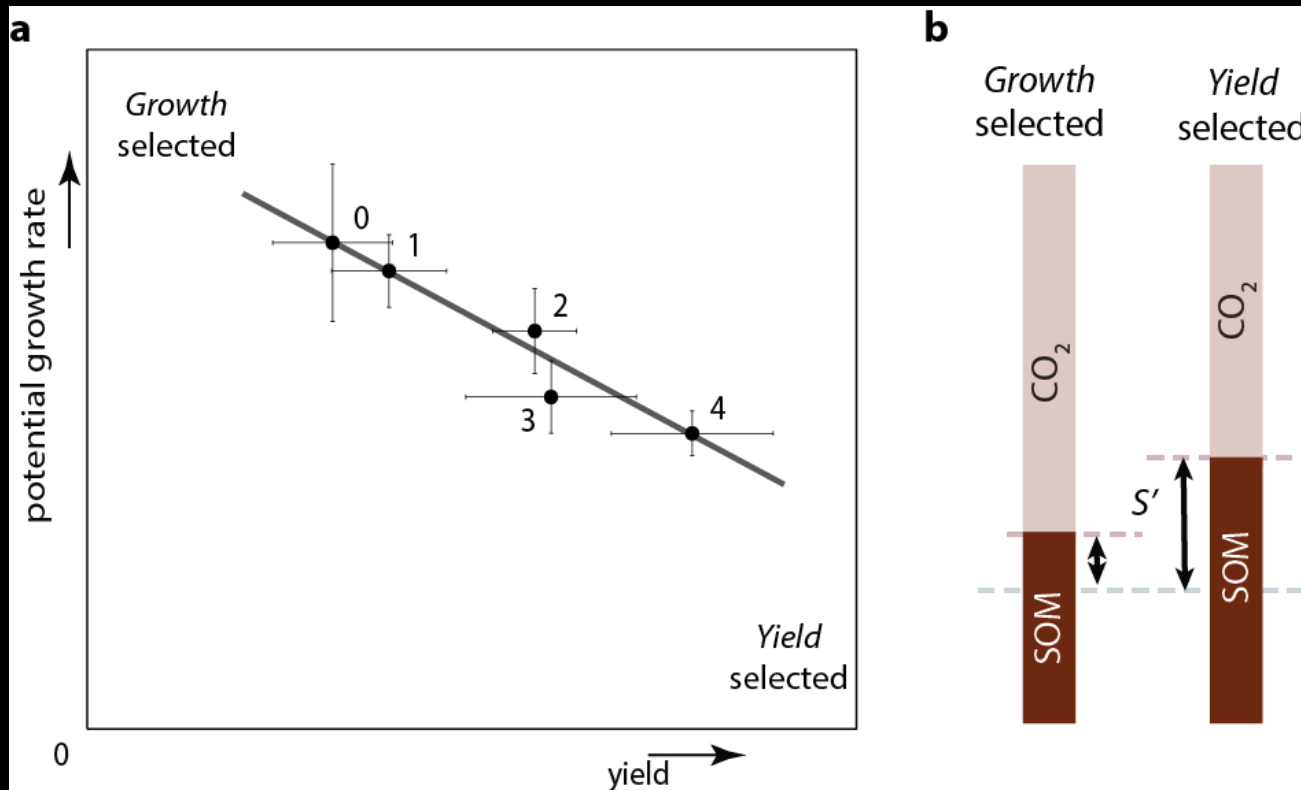 a
Growth
selected
potential growth rate
0
1
2
3
4
Yield
selected
0
yield
b
Growth
selected
Yield
selected
CO₂
CO₂
S′
SOM
SOM